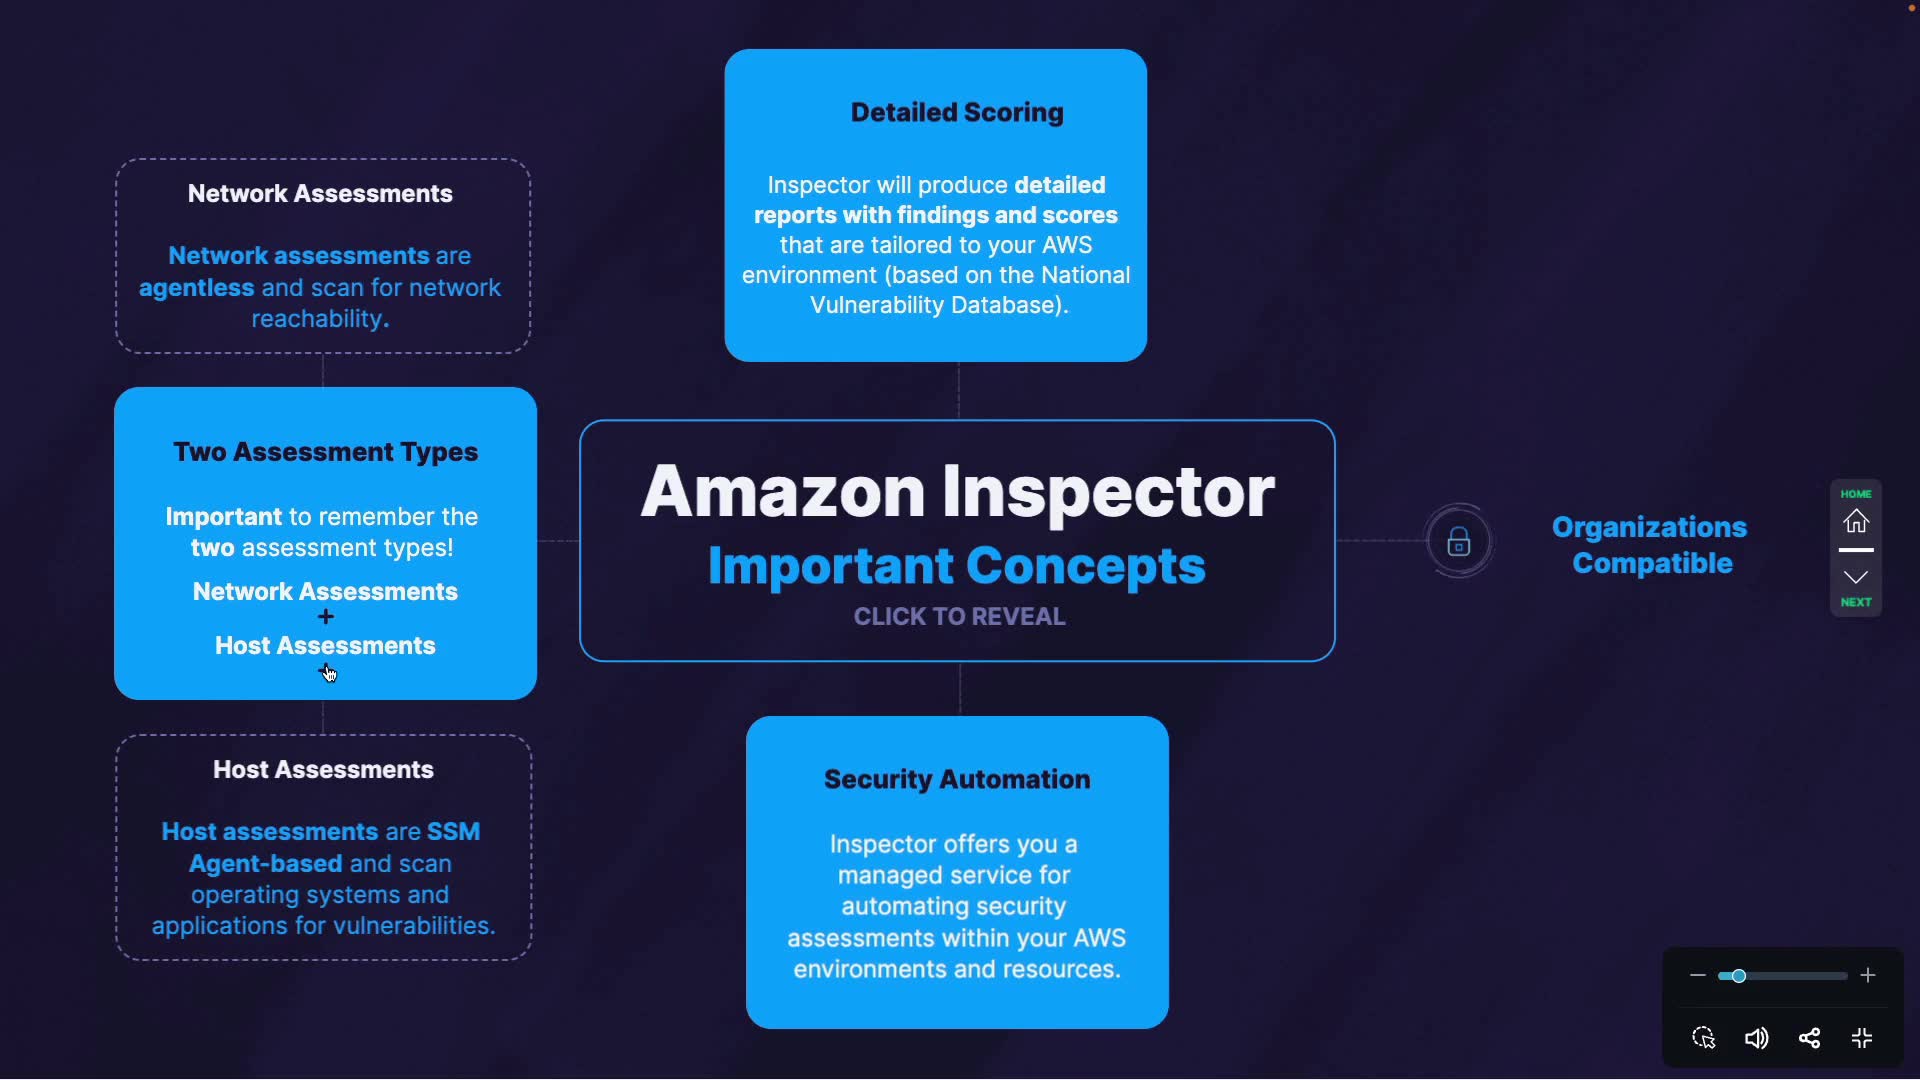 Detailed Scoring
Inspector will produce detailed
reports with findings and scores
that are tailored to your AWS
environment (based on the National
Vulnerability Database).
Network Assessments
Network assessments are
agentless and scan for network
reachability.
Two Assessment Types
Important to remember the
two assessment types!
Network Assessments
+
Host Assessments
Host Assessments
Host assessments are SSM
Agent-based and scan
operating systems and
applications for vulnerabilities.
Amazon Inspector
Important Concepts
CLICK TO REVEAL
Security Automation
Inspector offers you a
managed service for
automating security
assessments within your AWS
environments and resources.
Organizations
Compatible
HOME
NEXT